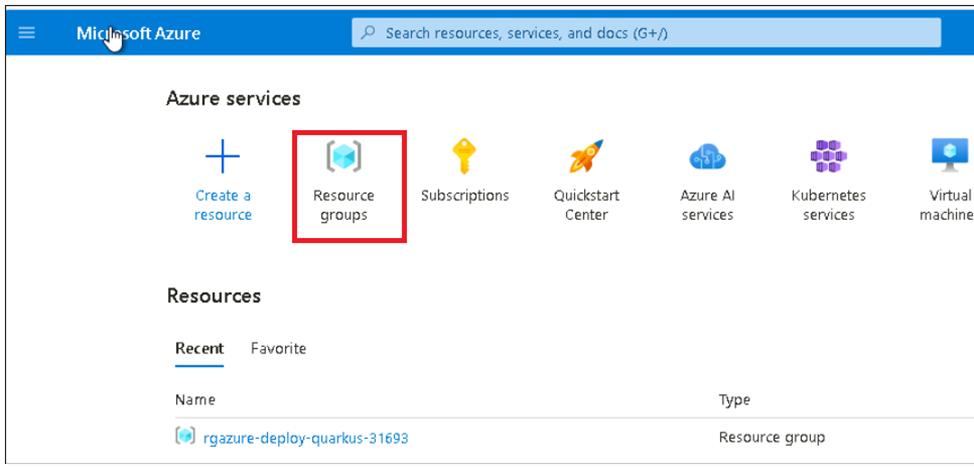 Microsoft Azure
Search resources, services, and docs (G+/)
Azure services
Create a
resource
Resource
groups
Subscriptions
Quickstart
Center
Azure AI
services
Kubernetes
services
Virtual
machine
Resources
Recent
Favorite
Name
Type
rgazure-deploy-quarkus-31693
Resource group